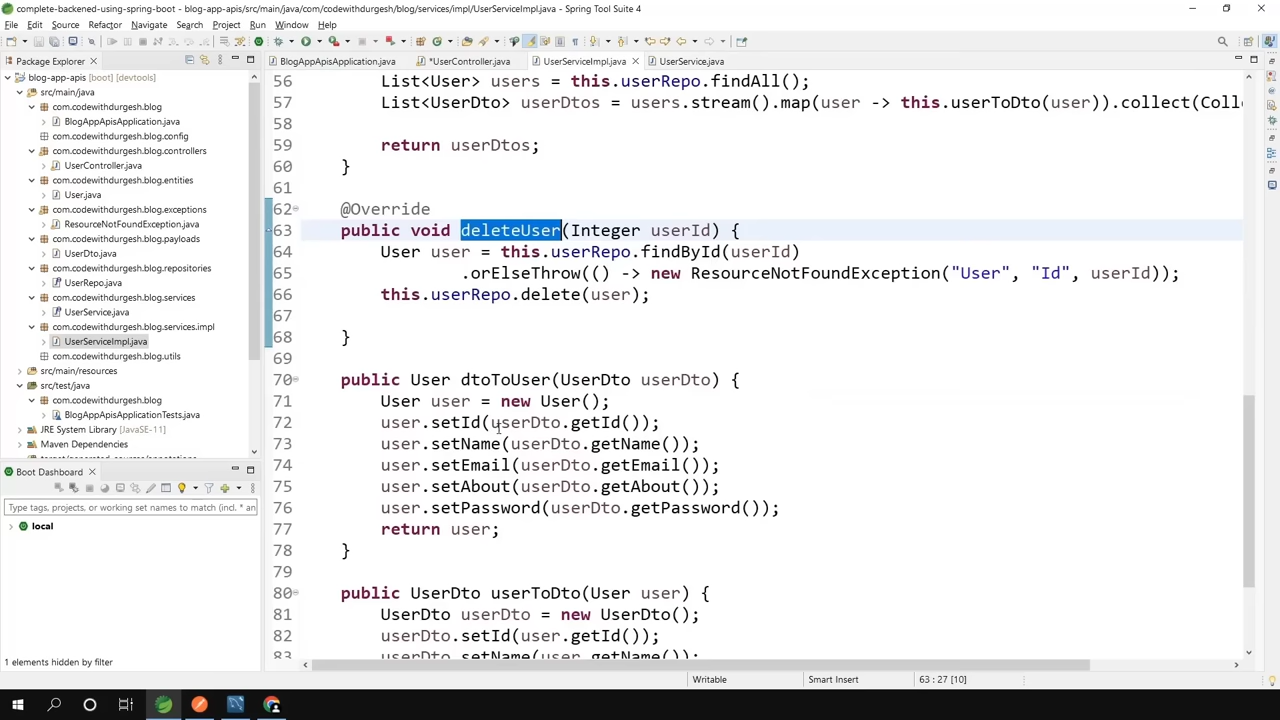 complete-backened-using-spring-boot - blog-app-apis/src/main/java/com/codewithdurgesh/blog/services/impl/UserServiceImpl.java - Spring Tool Suite 4
File Edit Source Refactor Navigate Search Project Run Window Help
Package Explorer
BlogAppApisApplication.java *UserController.java UserServiceImpl.java UserService.java
blog-app-apis [boot] [devtools]
src/main/java
com.codewithdurgesh.blog
BlogAppApisApplication.java
com.codewithdurgesh.blog.config
com.codewithdurgesh.blog.controllers
UserController.java
com.codewithdurgesh.blog.entities
User.java
com.codewithdurgesh.blog.exceptions
ResourceNotFoundException.java
com.codewithdurgesh.blog.payloads
UserDto.java
com.codewithdurgesh.blog.repositories
UserRepo.java
com.codewithdurgesh.blog.services
UserService.java
com.codewithdurgesh.blog.services.impl
UserServiceImpl.java
com.codewithdurgesh.blog.utils
src/main/resources
src/test/java
com.codewithdurgesh.blog
BlogAppApisApplicationTests.java
JRE System Library [JavaSE-11]
Maven Dependencies
target/generated-sources/annotations
Boot Dashboard
Type tags, projects, or working set names to match (incl. * an
local
1 elements hidden by filter
56 List<User> users = this.userRepo.findAll();
57 List<UserDto> userDtos = users.stream().map(user -> this.userToDto(user)).collect(Colle
58
59 return userDtos;
60 }
61
62 @Override
63 public void deleteUser(Integer userId) {
64 User user = this.userRepo.findById(userId)
65 .orElseThrow(() -> new ResourceNotFoundException("User", "Id", userId));
66 this.userRepo.delete(user);
67
68 }
69
70 public User dtoToUser(UserDto userDto) {
71 User user = new User();
72 user.setId(userDto.getId());
73 user.setName(userDto.getName());
74 user.setEmail(userDto.getEmail());
75 user.setAbout(userDto.getAbout());
76 user.setPassword(userDto.getPassword());
77 return user;
78 }
79
80 public UserDto userToDto(User user) {
81 UserDto userDto = new UserDto();
82 userDto.setId(user.getId());
83 userDto.setName(user.getName());
Writable Smart Insert 63 : 27 [10]